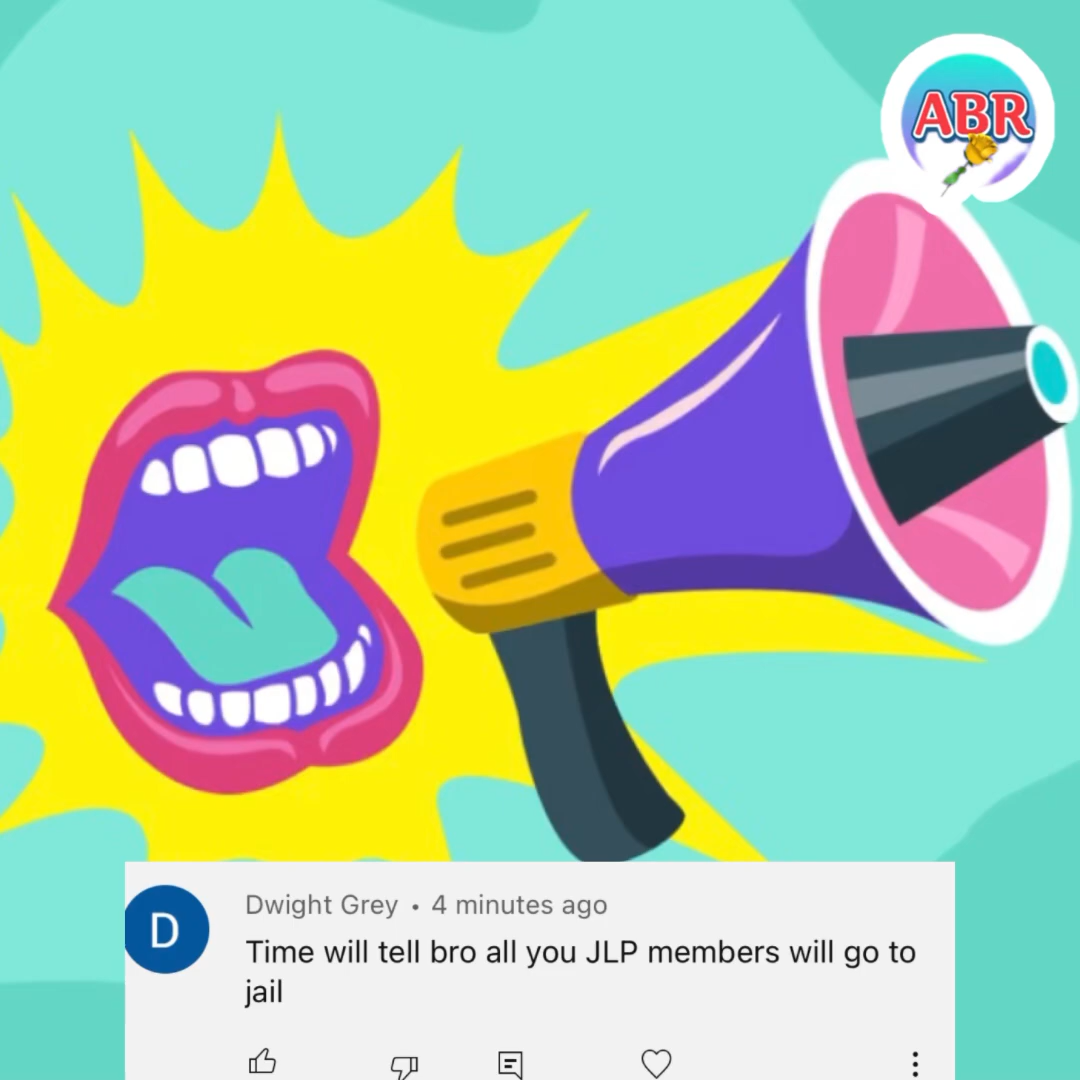 ABR
D
Dwight Grey • 4 minutes ago
Time will tell bro all you JLP members will go to
jail